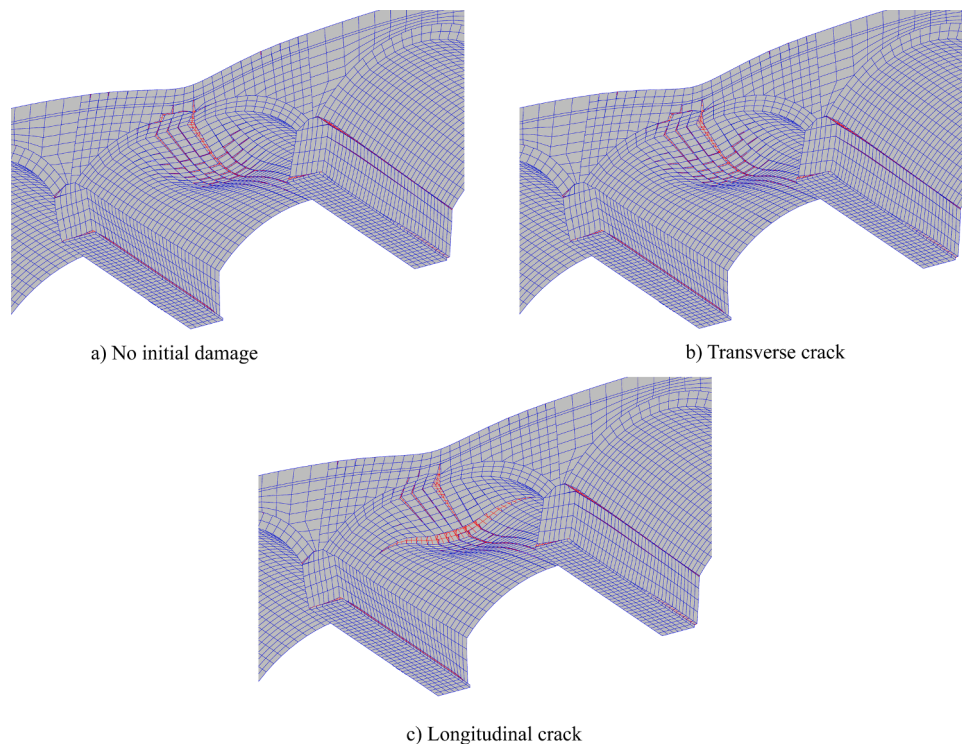 a) No initial damage
b) Transverse crack
c) Longitudinal crack